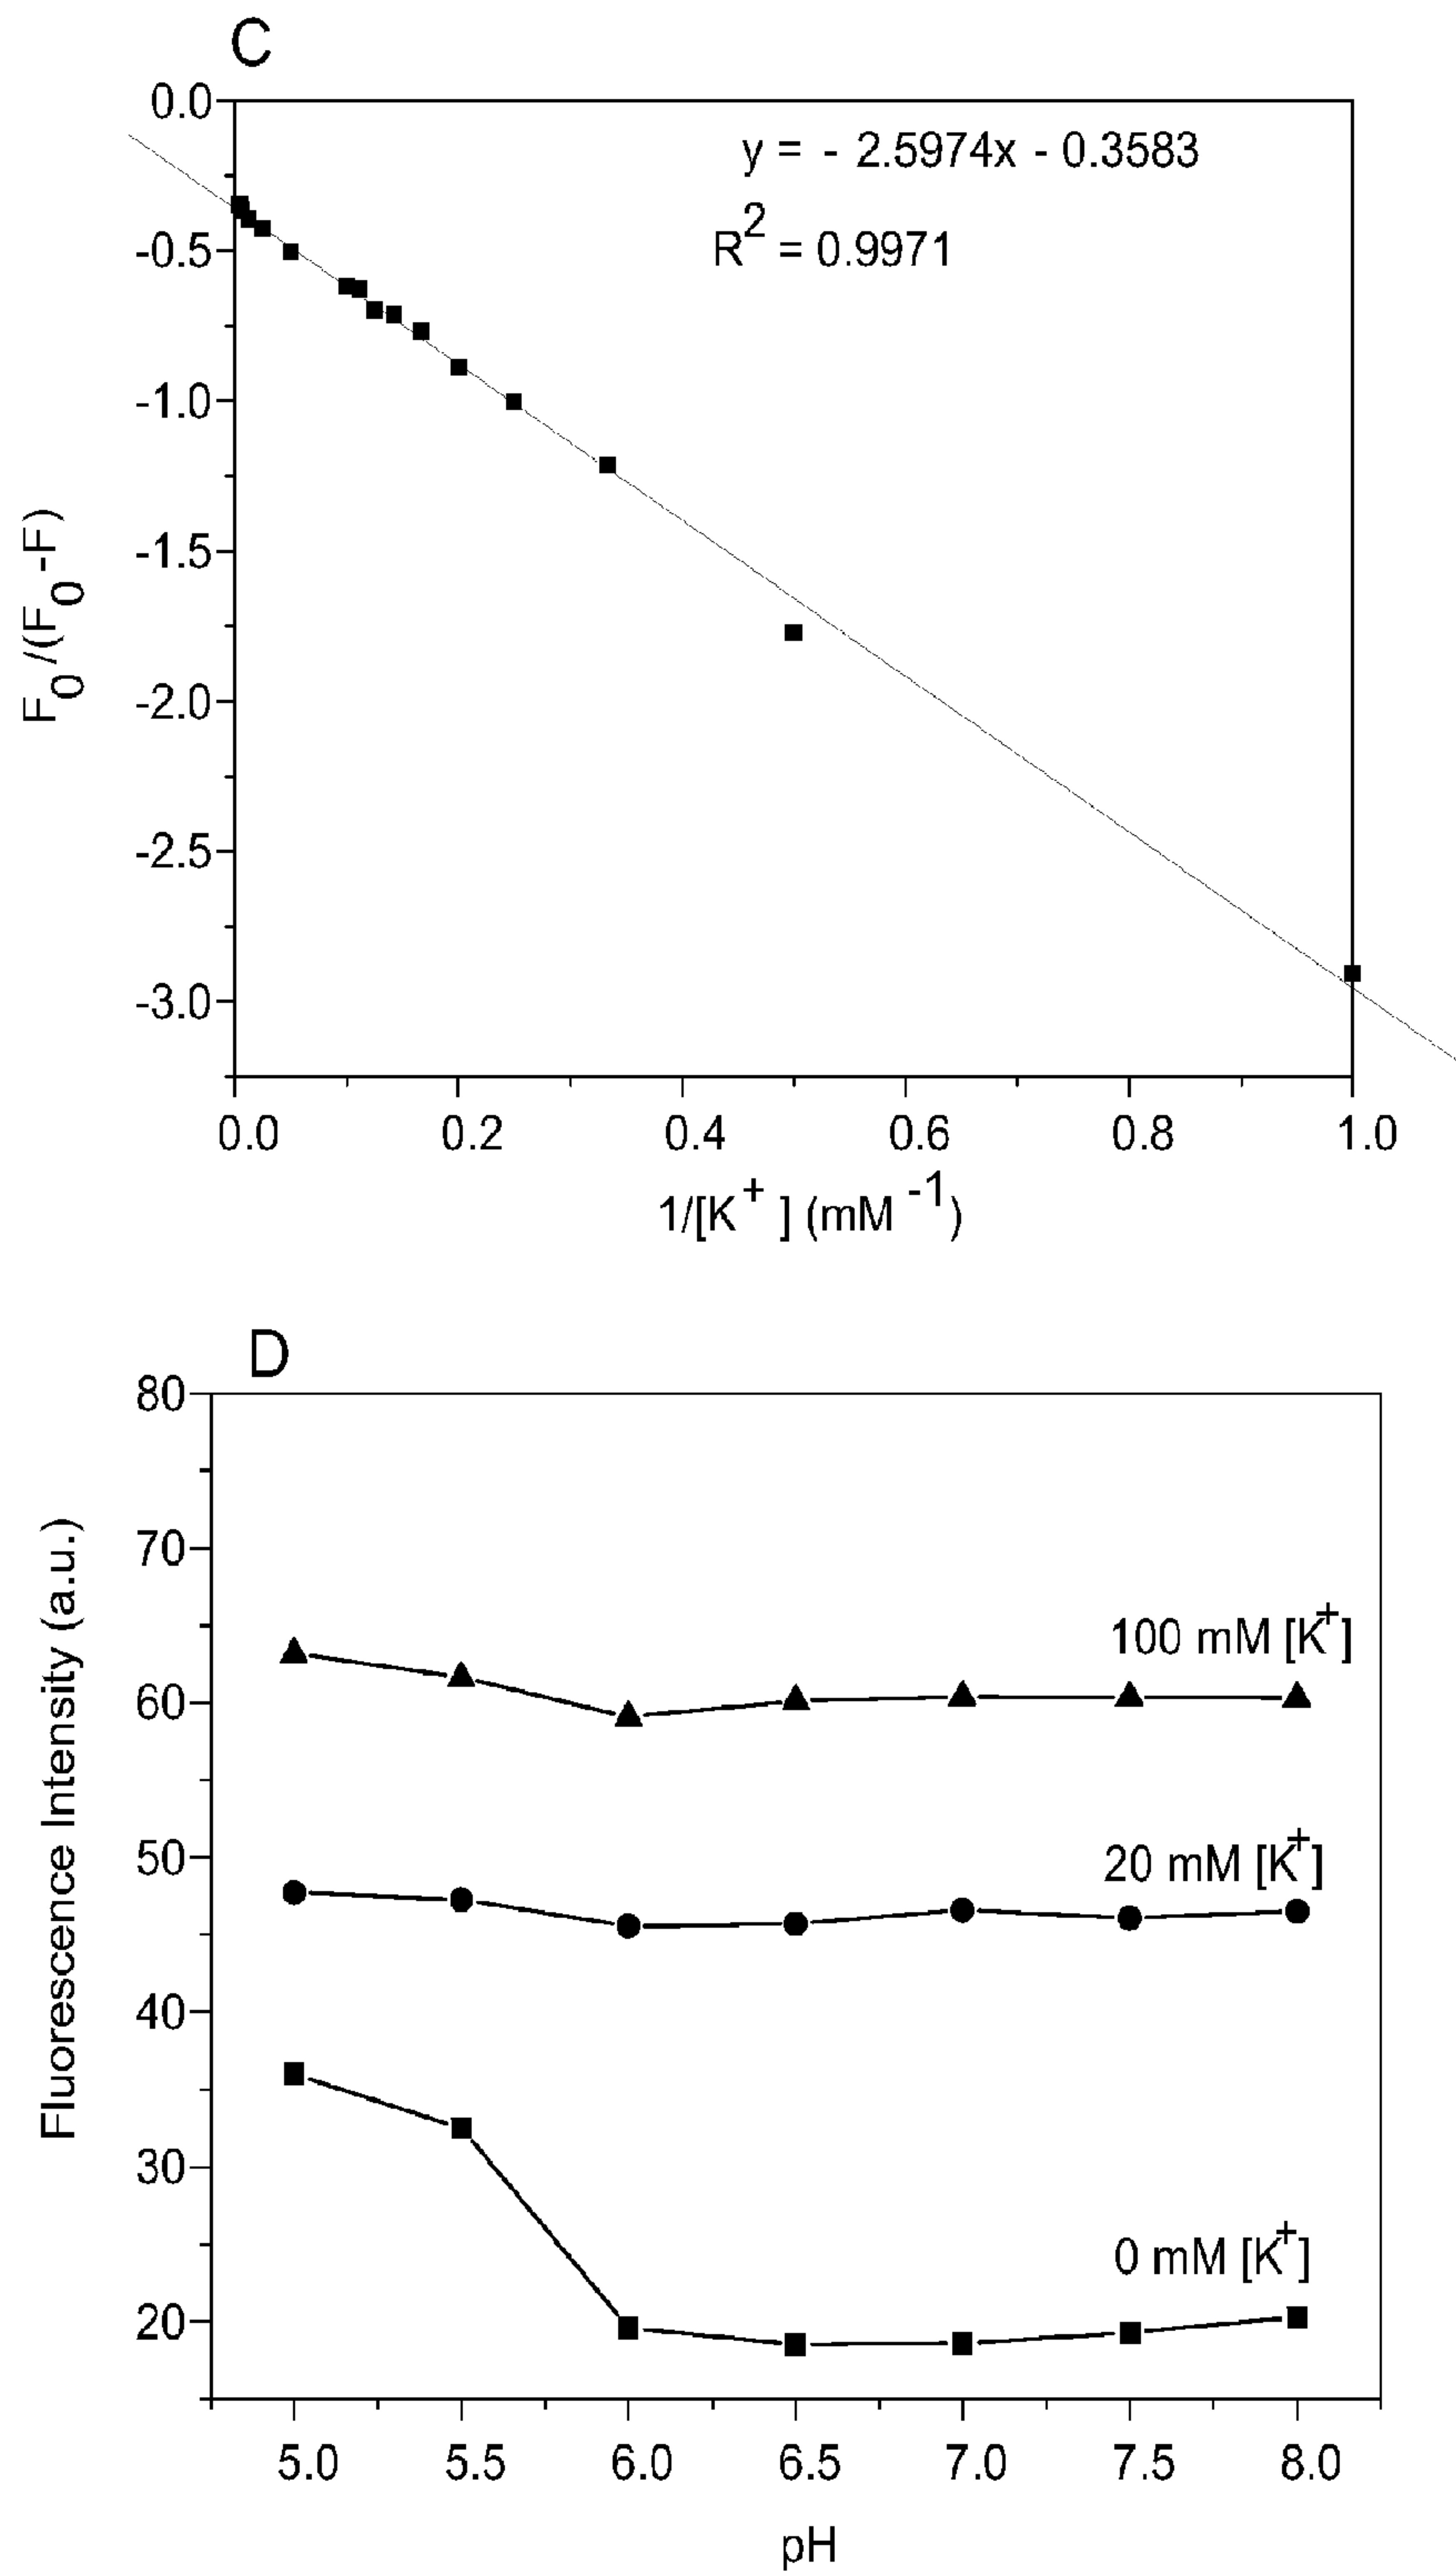 C
y = - 2.5974x - 0.3583
R² = 0.9971
0.0
-0.5
-1.0
-1.5
-2.0
-2.5
-3.0
F₀/(F₀-F)
0.0 0.2 0.4 0.6 0.8 1.0
1/[K⁺] (mM⁻¹)
D
80
70
60
50
40
30
20
Fluorescence Intensity (a.u.)
100 mM [K⁺]
20 mM [K⁺]
0 mM [K⁺]
5.0 5.5 6.0 6.5 7.0 7.5 8.0
pH